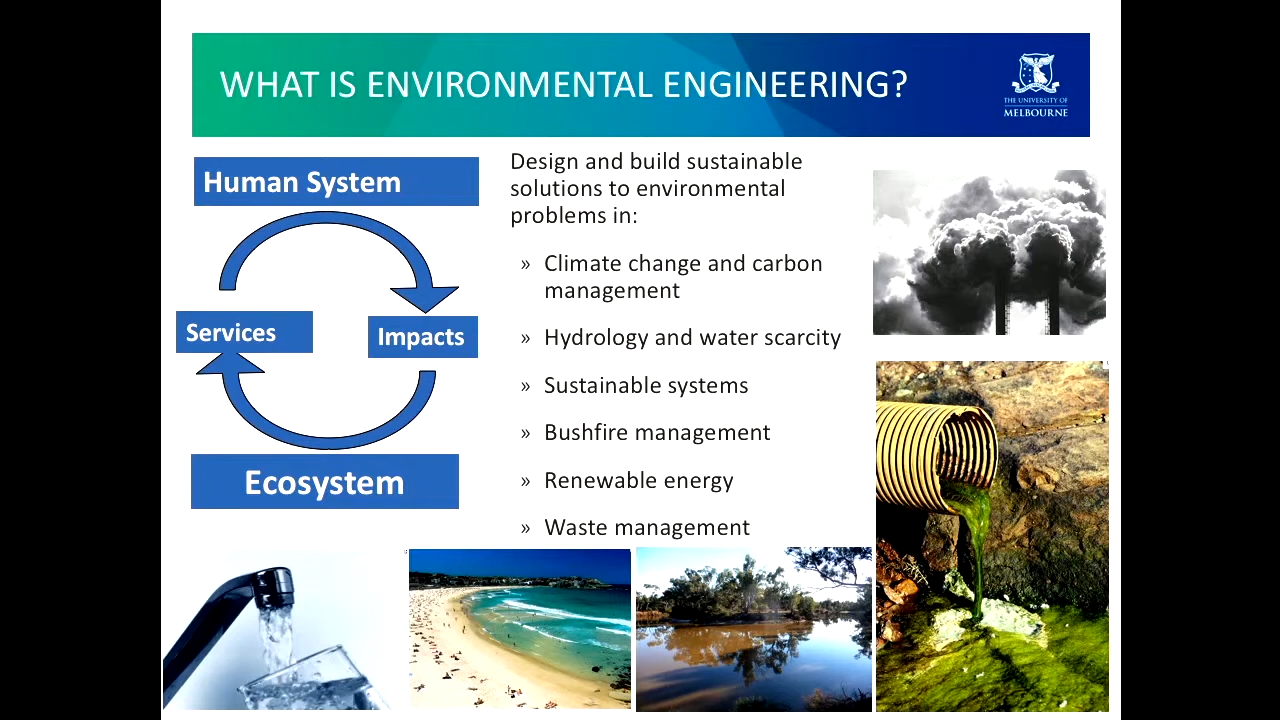 WHAT IS ENVIRONMENTAL ENGINEERING?
THE UNIVERSITY OF
MELBOURNE
Human System
Services
Impacts
Ecosystem
Design and build sustainable
solutions to environmental
problems in:
» Climate change and carbon
management
» Hydrology and water scarcity
» Sustainable systems
» Bushfire management
» Renewable energy
» Waste management